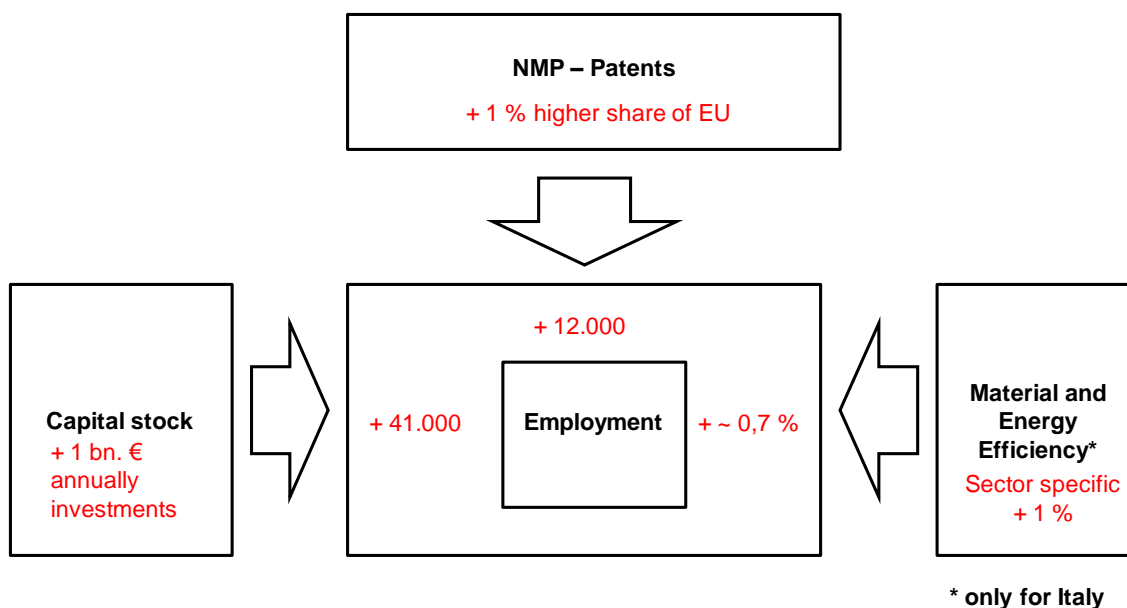 NMP – Patents
+ 1 % higher share of EU
+ 12.000
Capital stock
+ 1 bn. €
annually
investments
+ 41.000
Employment
+ ~ 0,7 %
Material and
Energy
Efficiency*
Sector specific
+ 1 %
* only for Italy